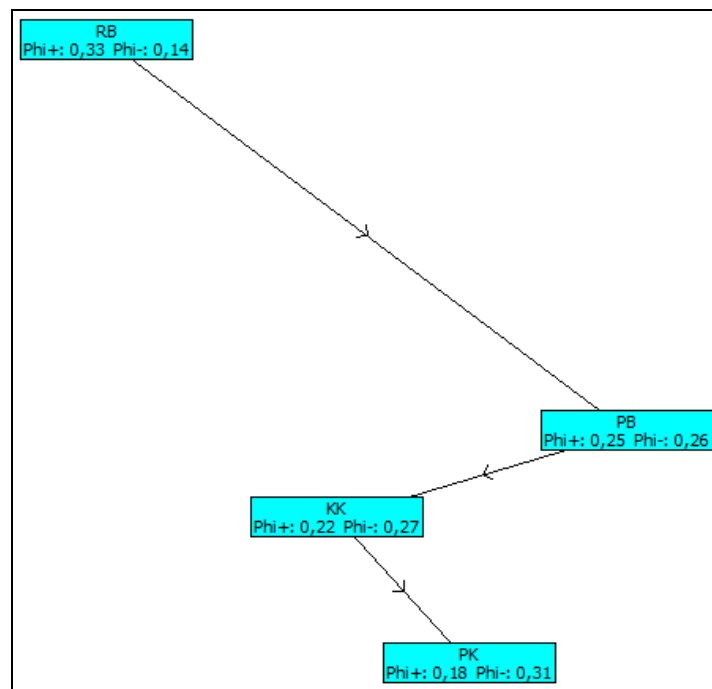 RB
Phi+: 0,33 Phi-: 0,14
PB
Phi+: 0,25 Phi-: 0,26
KK
Phi+: 0,22 Phi-: 0,27
PK
Phi+: 0,18 Phi-: 0,31